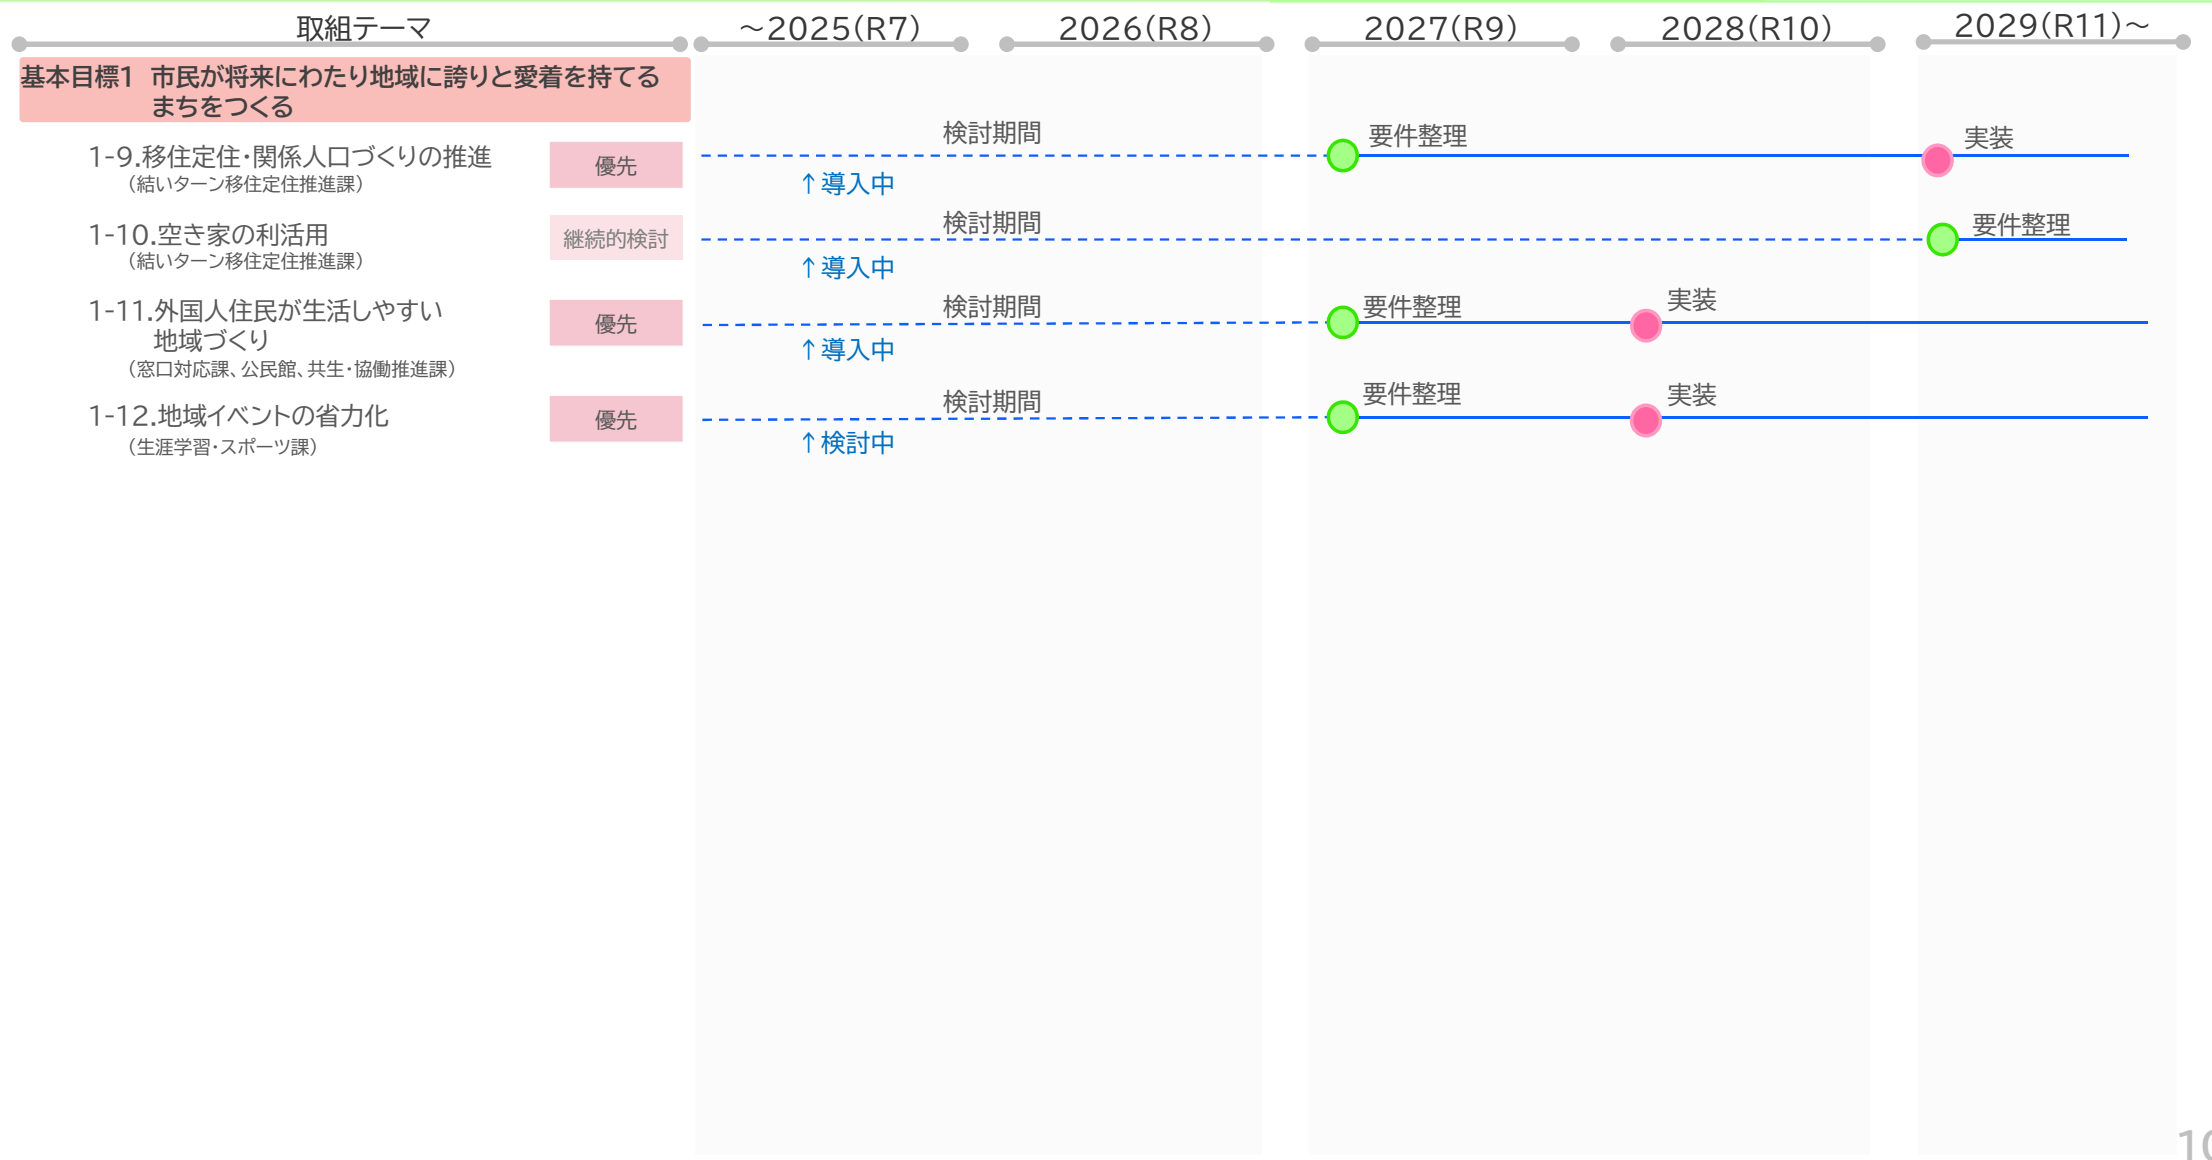 取組テーマ
～2025(R7)
2026(R8)
2027(R9)
2028(R10)
2029(R11)～
基本目標1 市民が将来にわたり地域に誇りと愛着を持てる
まちをつくる
1-9.移住定住・関係人口づくりの推進
（結いターン移住定住推進課）
優先
検討期間
↑導入中
要件整理
実装
1-10.空き家の利活用
（結いターン移住定住推進課）
継続的検討
検討期間
↑導入中
要件整理
1-11.外国人住民が生活しやすい
地域づくり
（窓口対応課、公民館、共生・協働推進課）
優先
検討期間
↑導入中
要件整理
実装
1-12.地域イベントの省力化
（生涯学習・スポーツ課）
優先
検討期間
↑検討中
要件整理
実装